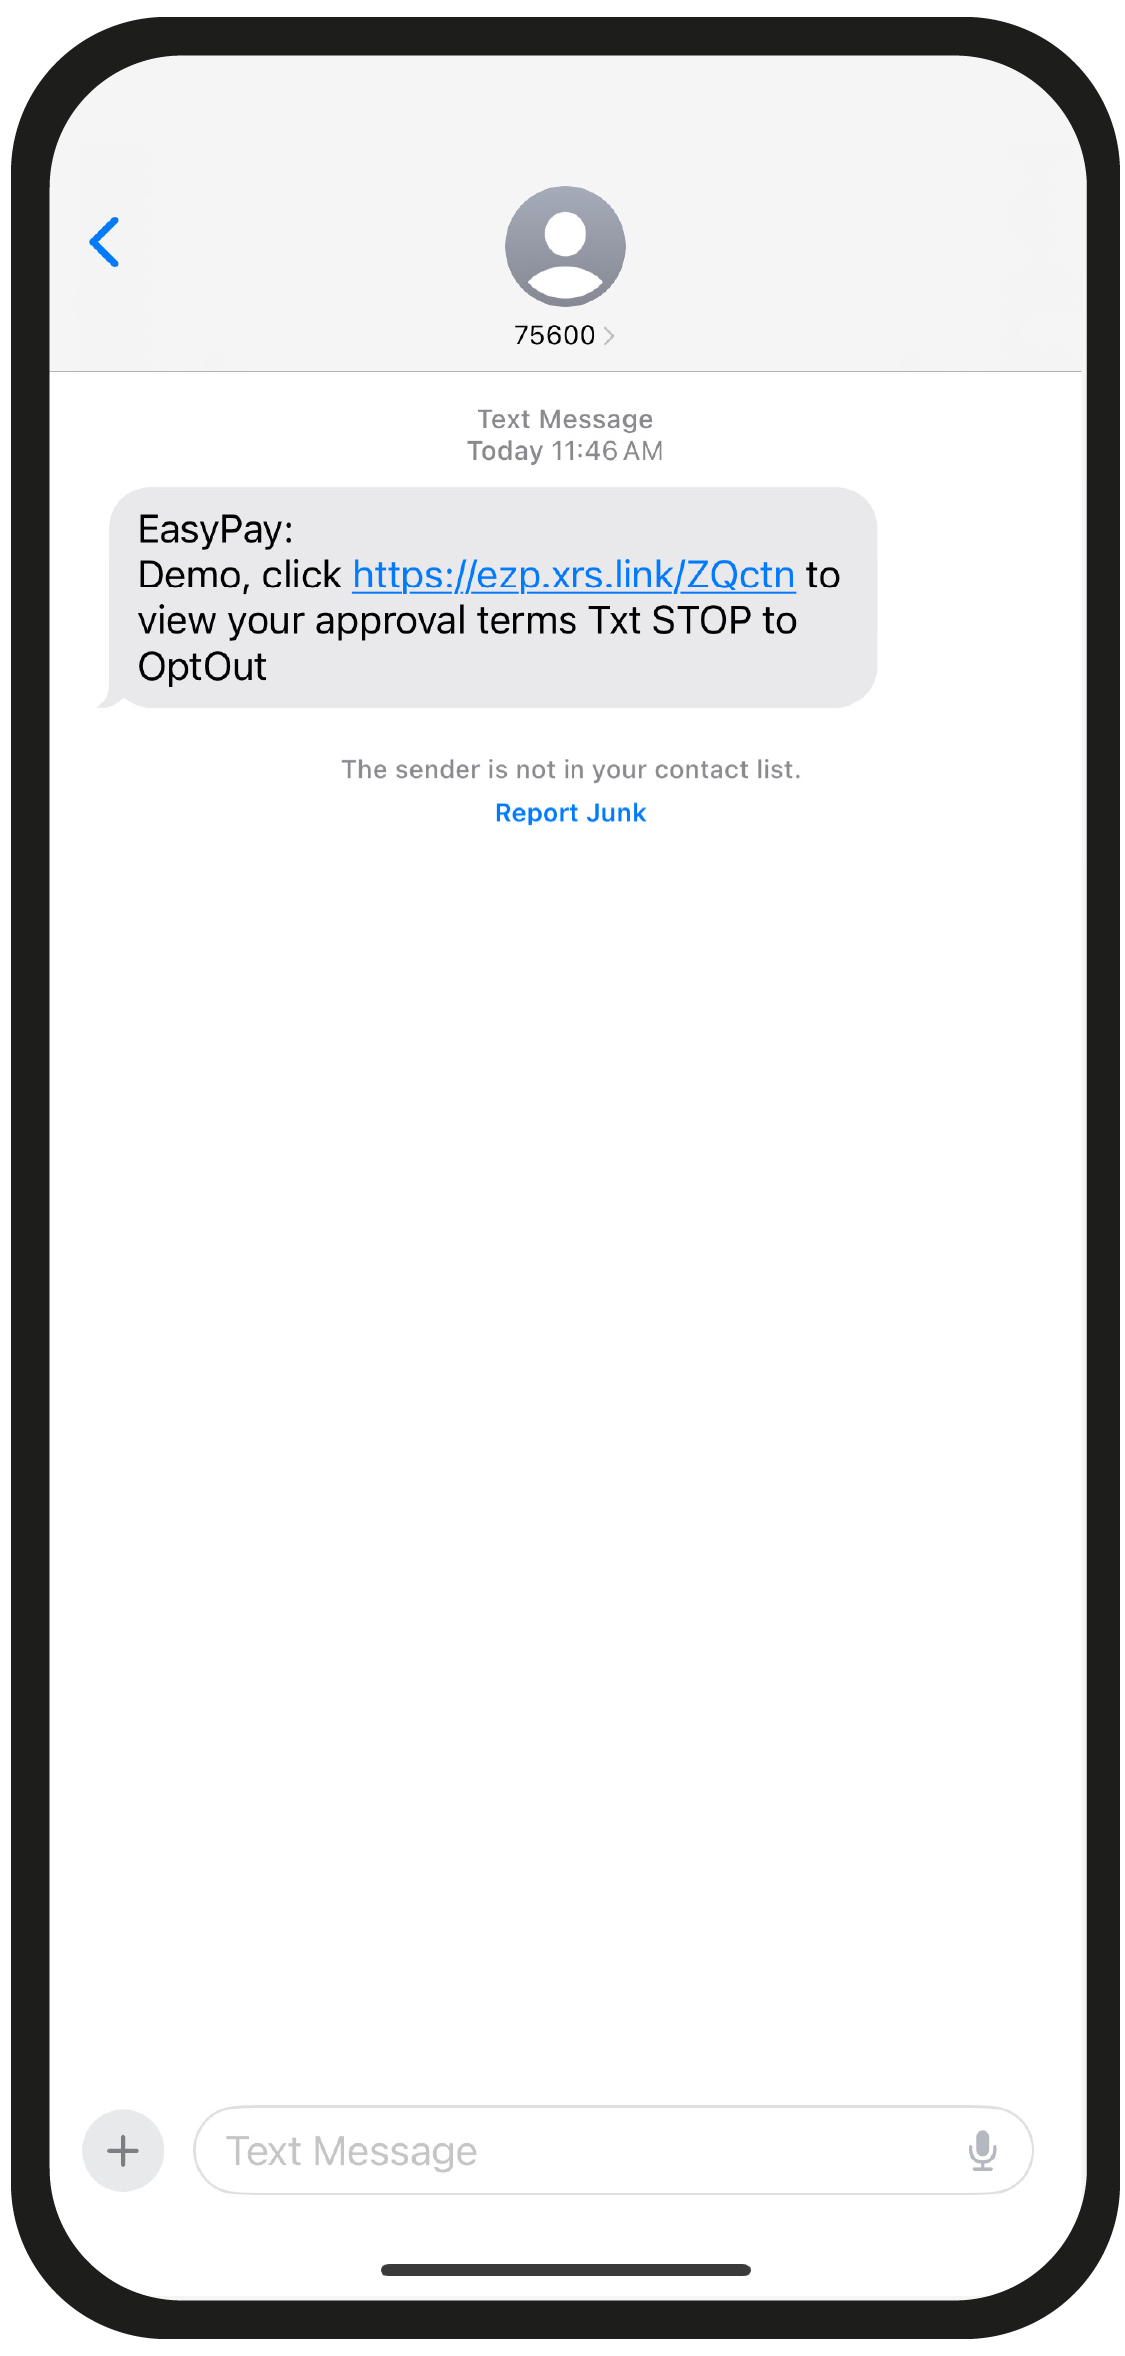 75600
Text Message
Today 11:46 AM
EasyPay:
Demo, click https://ezp.xrs.link/ZQctn to
view your approval terms Txt STOP to
OptOut
The sender is not in your contact list.
Report Junk
Text Message